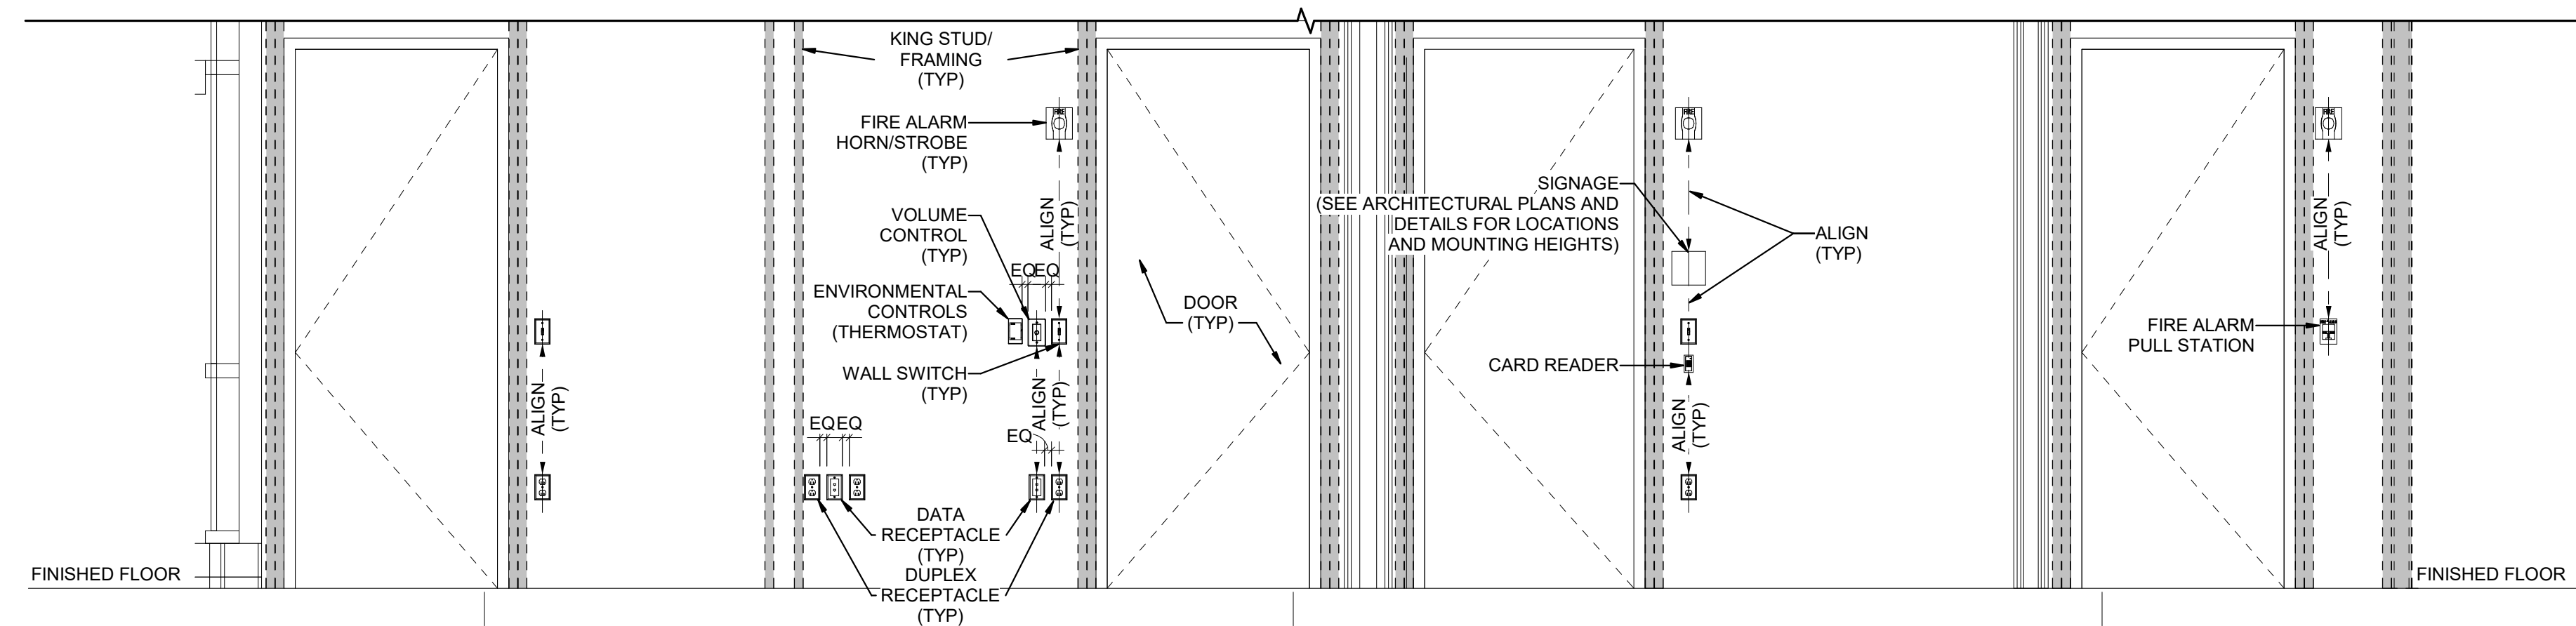 KING STUD/
FRAMING
(TYP)
FIRE ALARM
HORN/STROBE
(TYP)
FIRE
VOLUME
CONTROL
(TYP)
ALIGN
(TYP)
EQ
EQ
ENVIRONMENTAL
CONTROLS
(THERMOSTAT)
WALL SWITCH
(TYP)
ALIGN
(TYP)
ALIGN
(TYP)
EQ
EQ
EQ
DATA
RECEPTACLE
(TYP)
DUPLEX
RECEPTACLE
(TYP)
DOOR
(TYP)
FIRE
SIGNAGE
(SEE ARCHITECTURAL PLANS AND
DETAILS FOR LOCATIONS
AND MOUNTING HEIGHTS)
ALIGN
(TYP)
CARD READER
ALIGN
(TYP)
FIRE
ALIGN
(TYP)
FIRE ALARM
PULL STATION
FINISHED FLOOR
FINISHED FLOOR